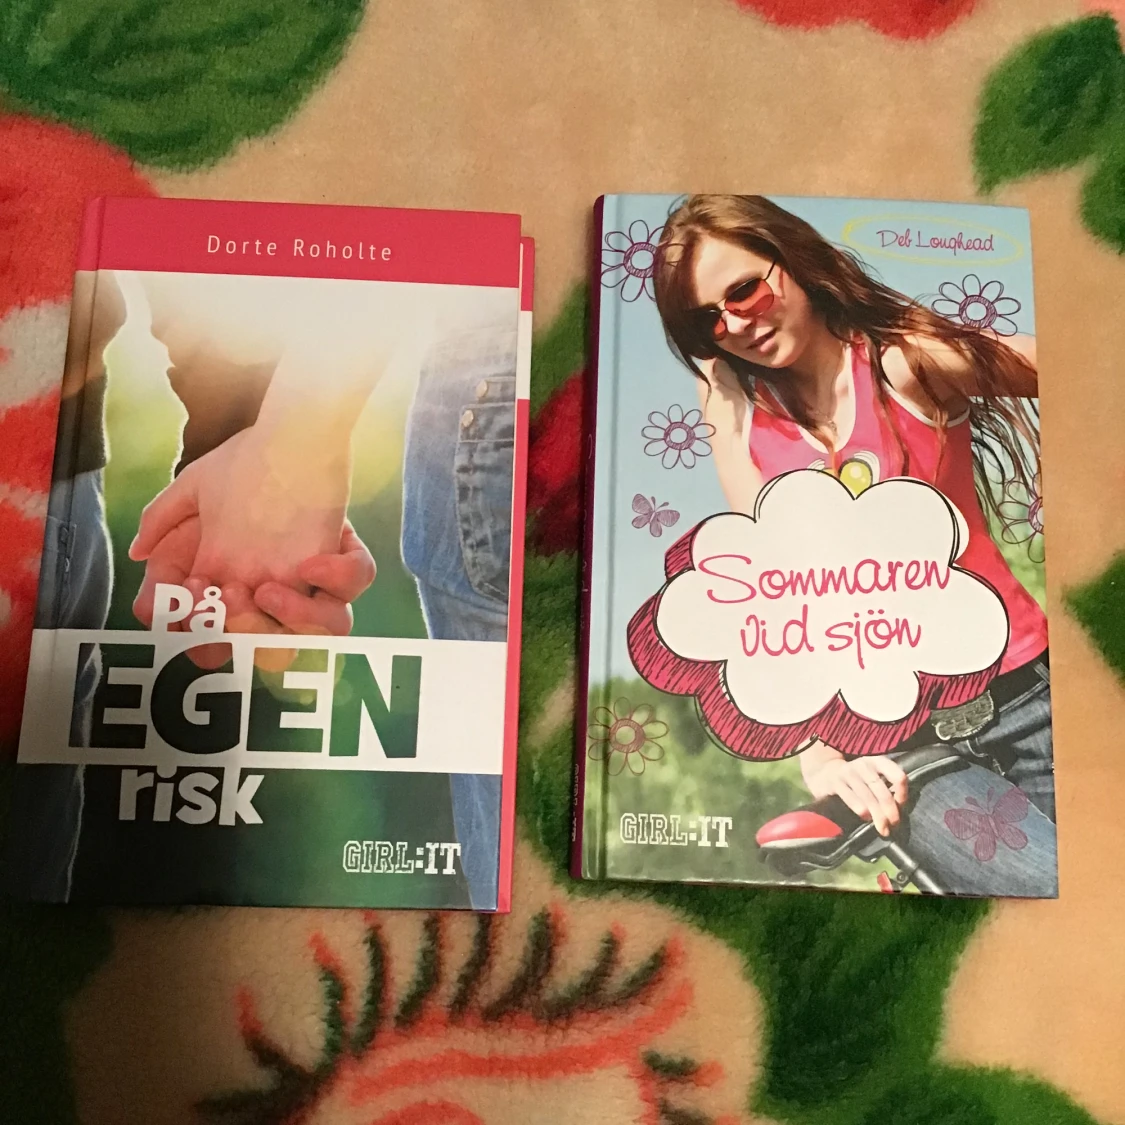 Dorte Roholte
På
EGEN
risk
GIRL:IT
Deb Loughead
Sommaren
vid sjön
GIRL:IT